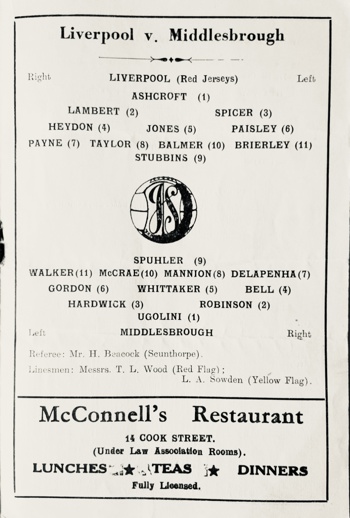 Liverpool v. Middlesbrough
Right LIVERPOOL (Red Jerseys) Left
ASHCROFT (1)
LAMBERT (2) SPICER (3)
HEYDON (4) JONES (5) PAISLEY (6)
PAYNE (7) TAYLOR (8) BALMER (10) BRIERLEY (11)
STUBBINS (9)
SPUHLER (9)
WALKER (11) McCRAE (10) MANNION (8) DELAPENHA (7)
GORDON (6) WHITTAKER (5) BELL (4)
HARDWICK (3) ROBINSON (2)
UGOLINI (1)
Left MIDDLESBROUGH Right
Referee: Mr. H. Beacock (Scunthorpe).
Linesmen: Messrs. T. L. Wood (Red Flag);
L. A. Sowden (Yellow Flag).
McConnell's Restaurant
14 COOK STREET.
(Under Law Association Rooms).
LUNCHES ★ TEAS ★ DINNERS
Fully Licensed.